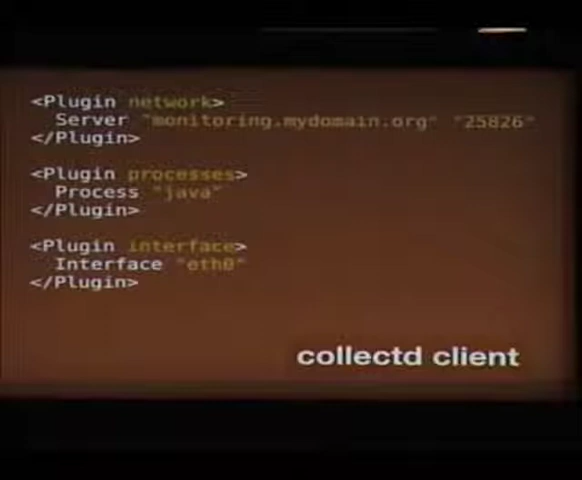 <Plugin network>
Server "monitoring.mydomain.org" "25826"
</Plugin>
<Plugin processes>
Process "java"
</Plugin>
<Plugin interface>
Interface "eth0"
</Plugin>
collectd client